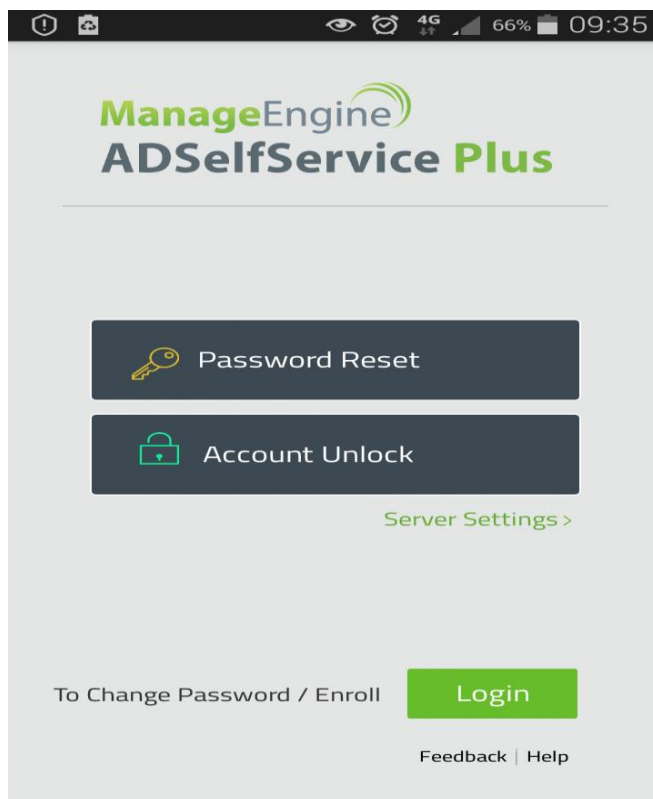 4G 66% 09:35
ManageEngine
ADSelfService Plus
Password Reset
Account Unlock
Server Settings >
To Change Password / Enroll Login
Feedback | Help